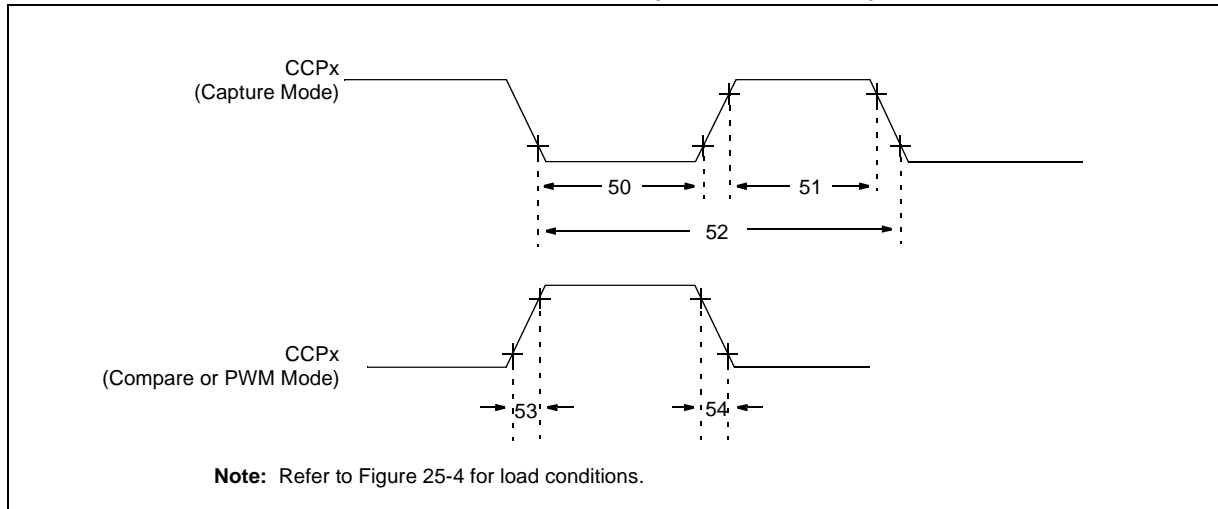 CCPx
(Capture Mode)
50
51
52
CCPx
(Compare or PWM Mode)
53
54
Note: Refer to Figure 25-4 for load conditions.